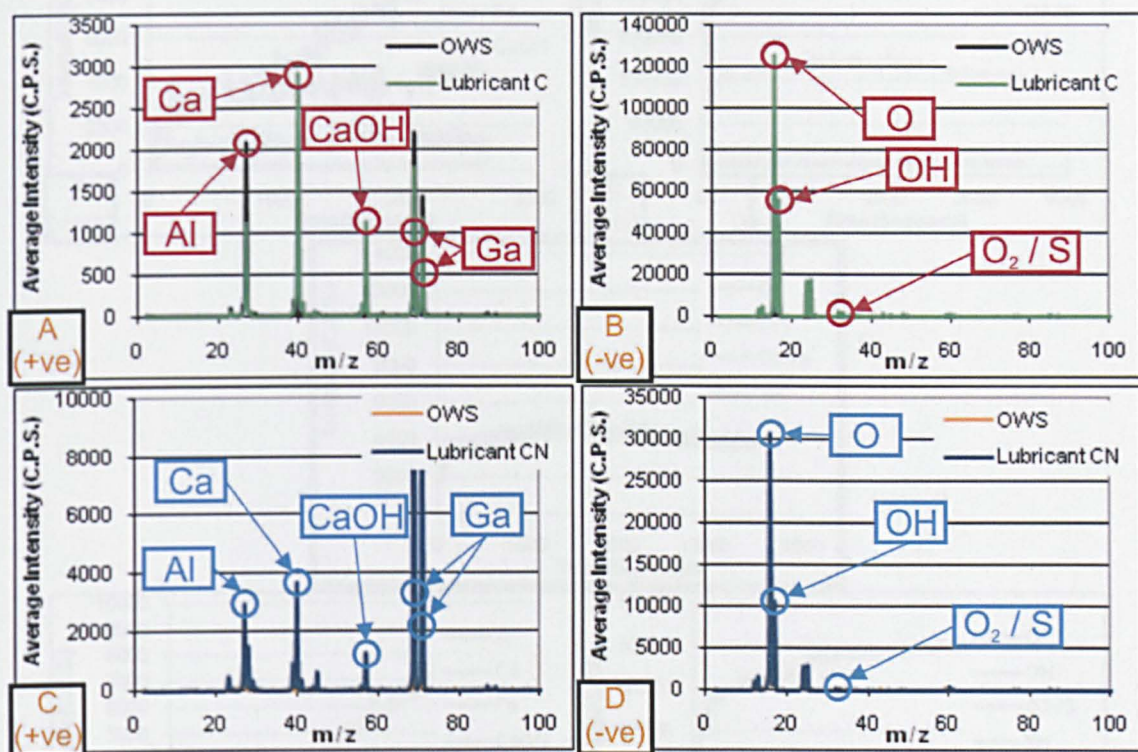 Average Intensity (C.P.S.)
3500
3000
2500
2000
1500
1000
500
0
0
20
40
60
80
100
m/z
OWS
Lubricant C
Ca
CaOH
Al
Ga
A
(+ve)
Average Intensity (C.P.S.)
140000
120000
100000
80000
60000
40000
20000
0
0
20
40
60
80
100
m/z
OWS
Lubricant C
O
OH
O₂ / S
B
(-ve)
Average Intensity (C.P.S.)
10000
8000
6000
4000
2000
0
0
20
40
60
80
100
m/z
OWS
Lubricant CN
Ca
CaOH
Ga
Al
C
(+ve)
Average Intensity (C.P.S.)
35000
30000
25000
20000
15000
10000
5000
0
0
20
40
60
80
100
m/z
OWS
Lubricant CN
O
OH
O₂ / S
D
(-ve)